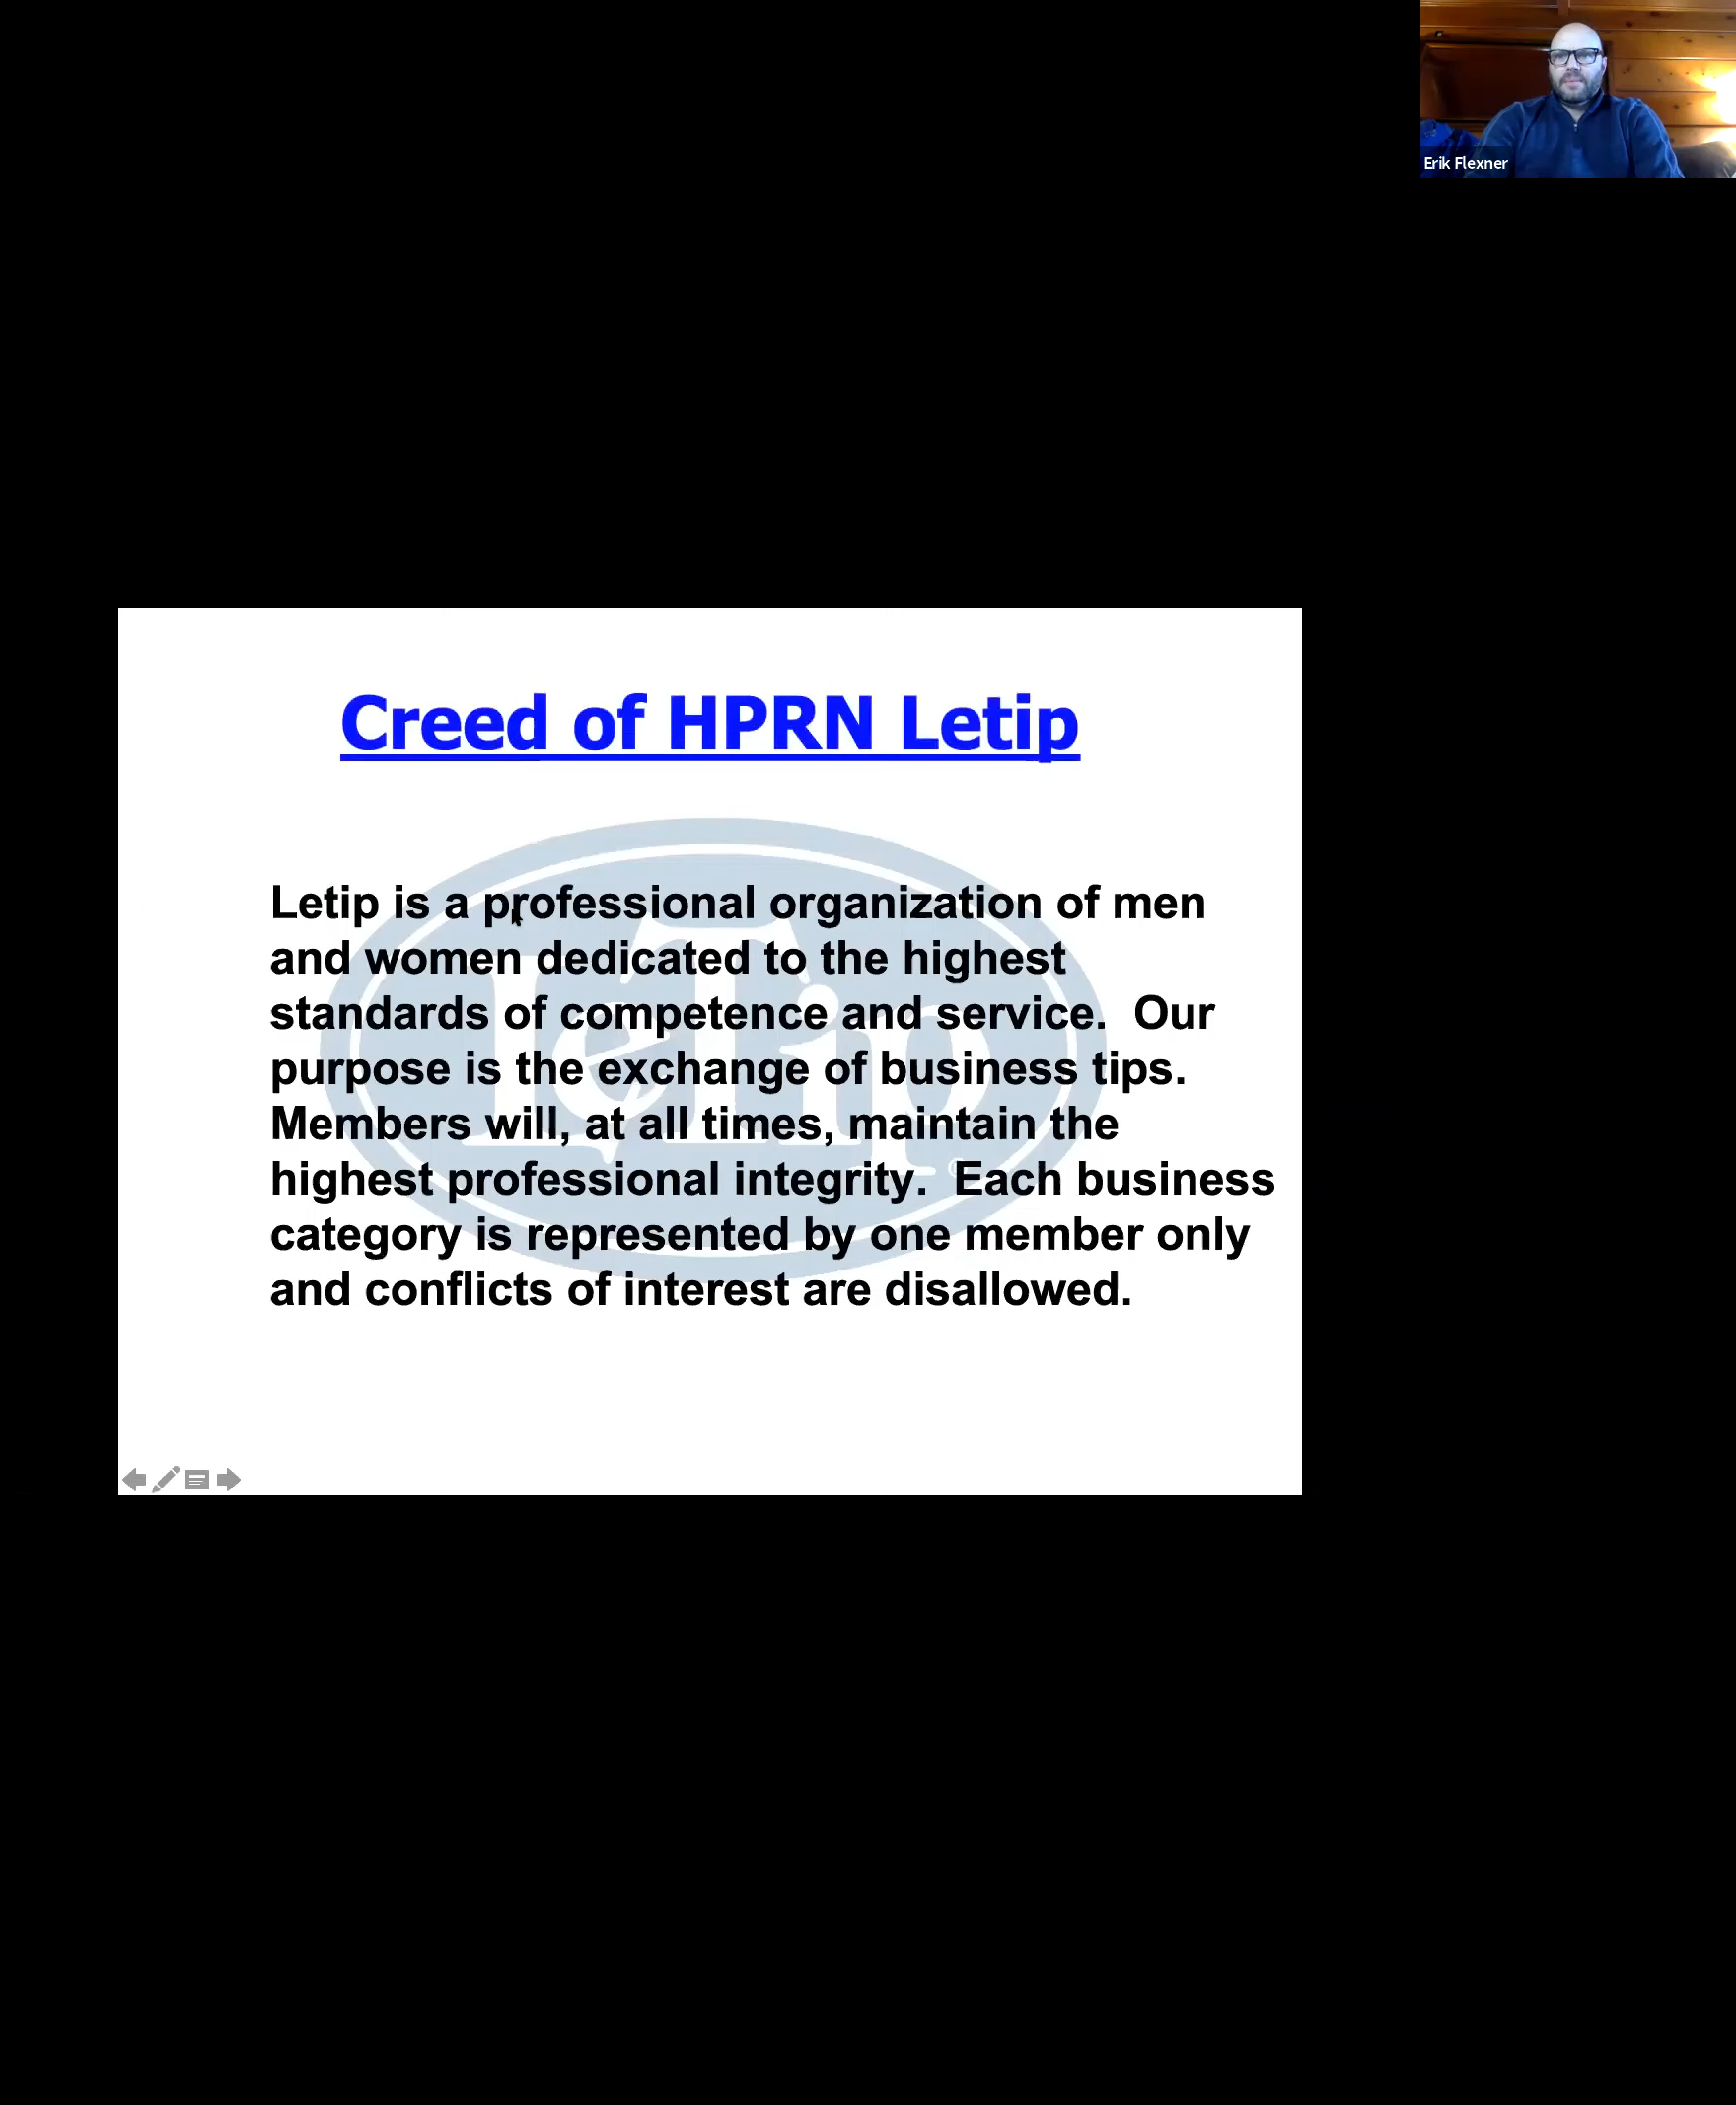 Erik Flexner
Creed of HPRN Letip
Letip is a professional organization of men
and women dedicated to the highest
standards of competence and service.  Our
purpose is the exchange of business tips.
Members will, at all times, maintain the
highest professional integrity.  Each business
category is represented by one member only
and conflicts of interest are disallowed.
LeTip